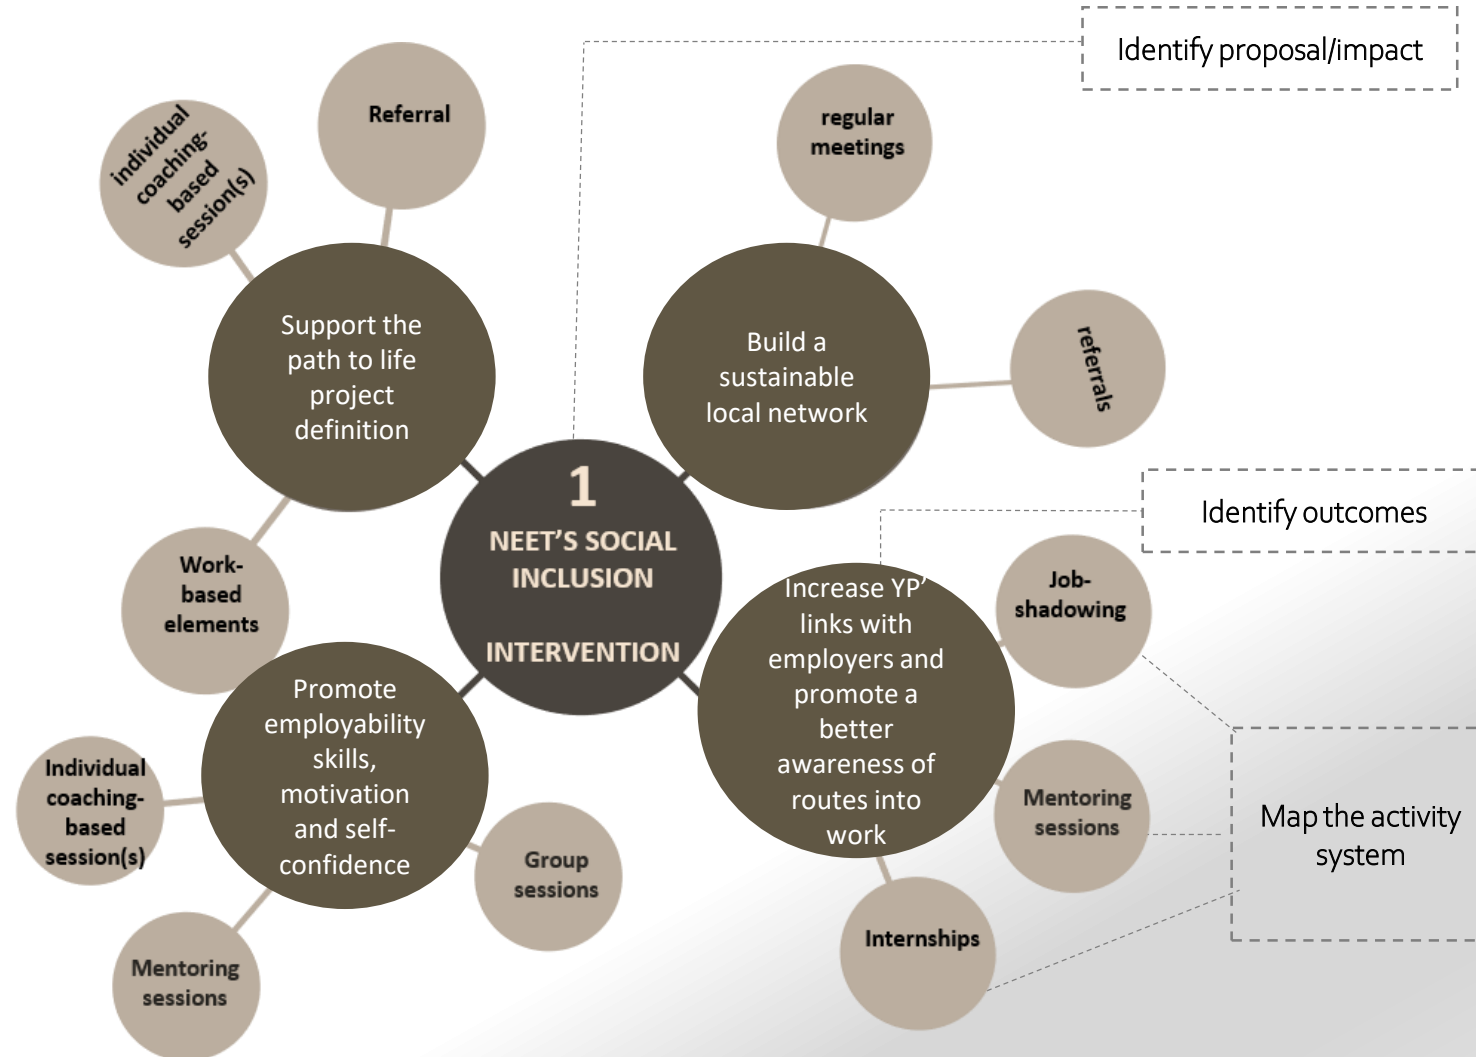 Identify proposal/impact
Referral
individual
coaching-
based
session(s)
regular
meetings
Support the
path to life
project
definition
Build a
sustainable
local network
referrals
1
NEET'S SOCIAL
INCLUSION
INTERVENTION
Identify outcomes
Work-
based
elements
Increase YP'
links with
employers and
promote a
better
awareness of
routes into
work
Job-
shadowing
Promote
employability
skills,
motivation
and self-
confidence
Individual
coaching-
based
session(s)
Mentoring
sessions
Map the activity
system
Group
sessions
Internships
Mentoring
sessions